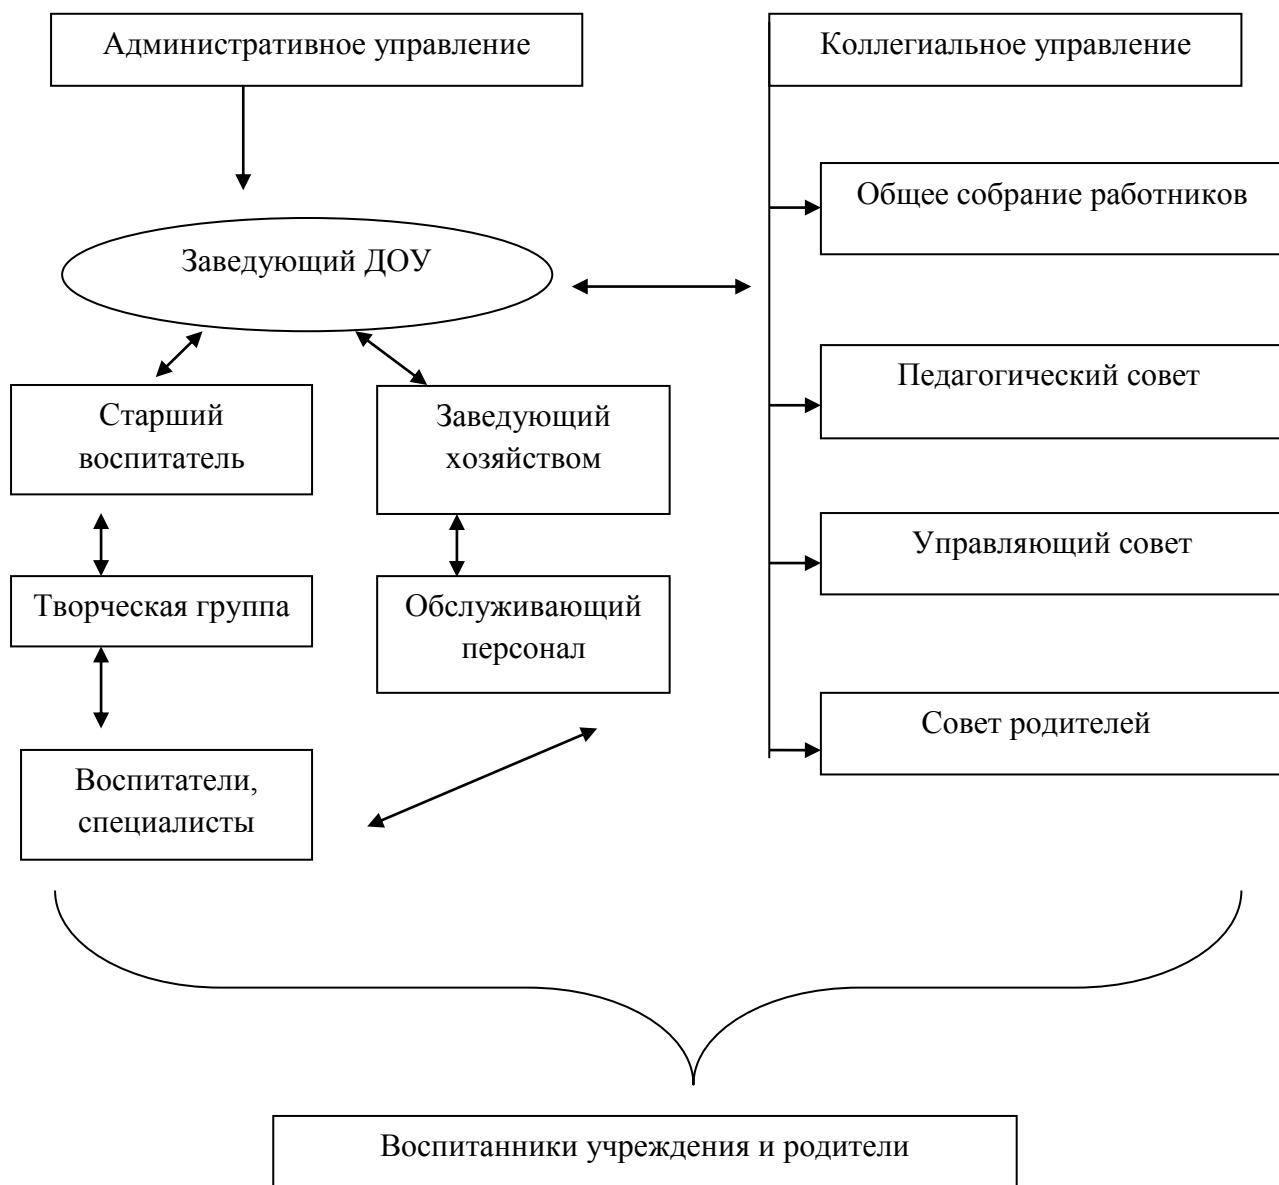 Административное управление
Коллегиальное управление
Общее собрание работников
Заведующий ДОУ
Педагогический совет
Старший
воспитатель
Заведующий
хозяйством
Управляющий совет
Творческая группа
Обслуживающий
персонал
Совет родителей
Воспитатели,
специалисты
Воспитанники учреждения и родители